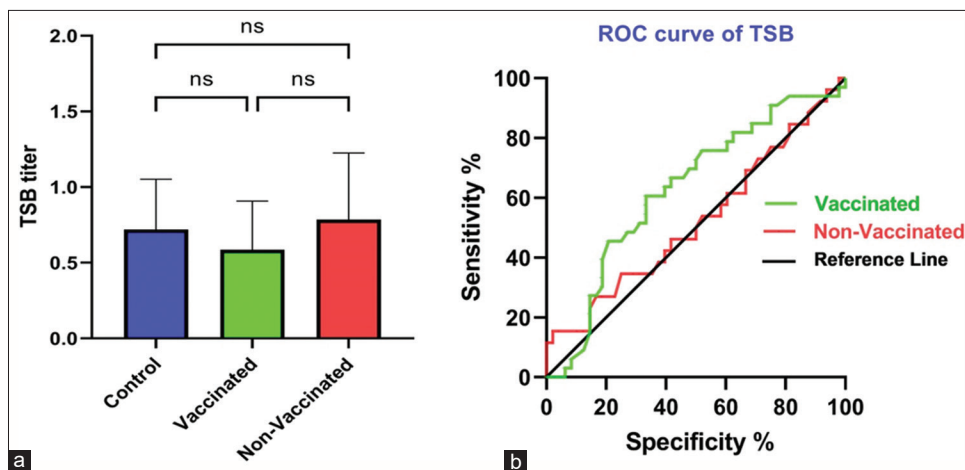 2.0
1.5
1.0
0.5
0.0
TSB titer
ns
ns
ns
Control
Vaccinated
Non-Vaccinated
a
ROC curve of TSB
100
80
60
40
20
0
Sensitivity %
0 20 40 60 80 100
Specificity %
Vaccinated
Non-Vaccinated
Reference Line
b